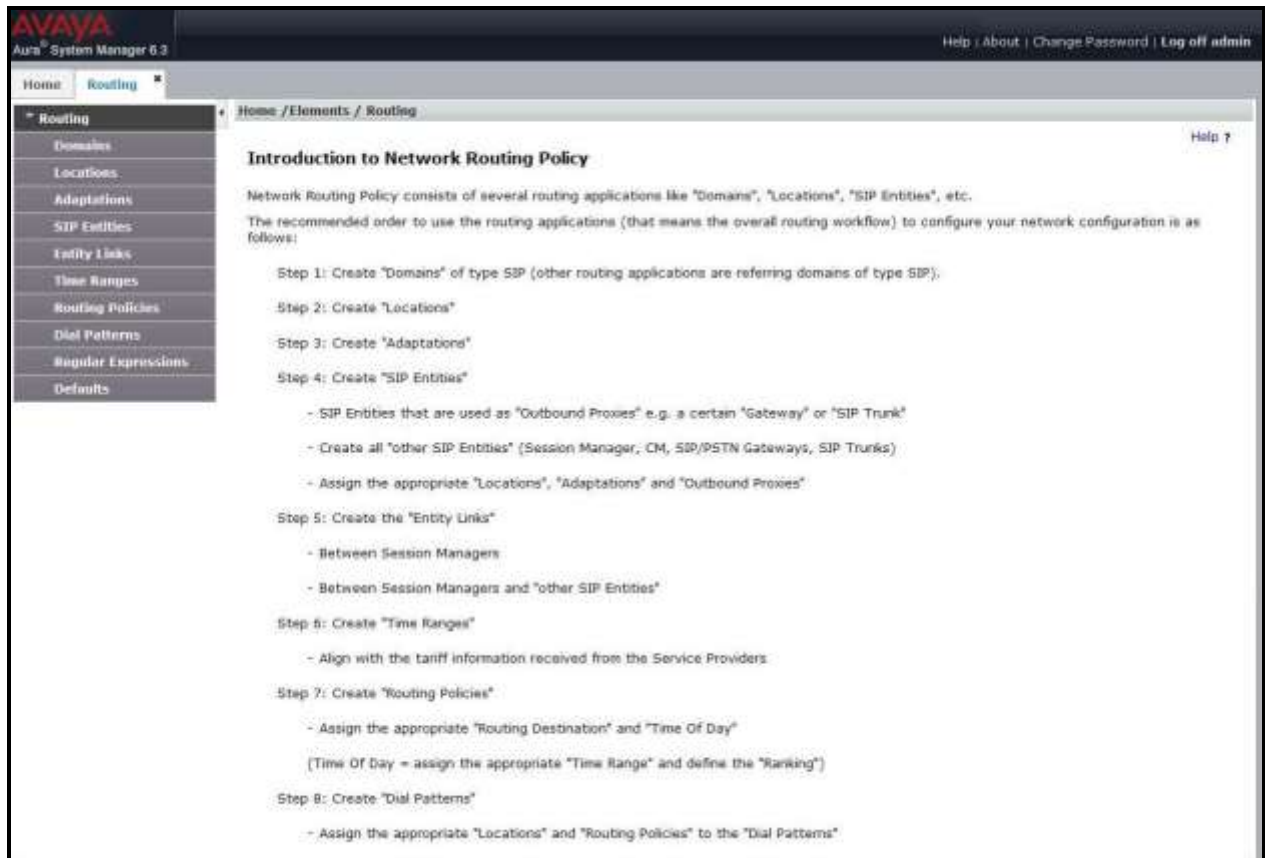 AVAYA
Aura® System Manager 6.3
Help | About | Change Password | Log off admin
Home
Routing ×
Routing
Domains
Locations
Adaptations
SIP Entities
Entity Links
Time Ranges
Routing Policies
Dial Patterns
Regular Expressions
Defaults
Home / Elements / Routing
Help ?
Introduction to Network Routing Policy
Network Routing Policy consists of several routing applications like "Domains", "Locations", "SIP Entities", etc.
The recommended order to use the routing applications (that means the overall routing workflow) to configure your network configuration is as
follows:
Step 1: Create "Domains" of type SIP (other routing applications are referring domains of type SIP).
Step 2: Create "Locations"
Step 3: Create "Adaptations"
Step 4: Create "SIP Entities"
- SIP Entities that are used as "Outbound Proxies" e.g. a certain "Gateway" or "SIP Trunk"
- Create all "other SIP Entities" (Session Manager, CM, SIP/PSTN Gateways, SIP Trunks)
- Assign the appropriate "Locations", "Adaptations" and "Outbound Proxies"
Step 5: Create the "Entity Links"
- Between Session Managers
- Between Session Managers and "other SIP Entities"
Step 6: Create "Time Ranges"
- Align with the tariff information received from the Service Providers
Step 7: Create "Routing Policies"
- Assign the appropriate "Routing Destination" and "Time Of Day"
(Time Of Day = assign the appropriate "Time Range" and define the "Ranking")
Step 8: Create "Dial Patterns"
- Assign the appropriate "Locations" and "Routing Policies" to the "Dial Patterns"